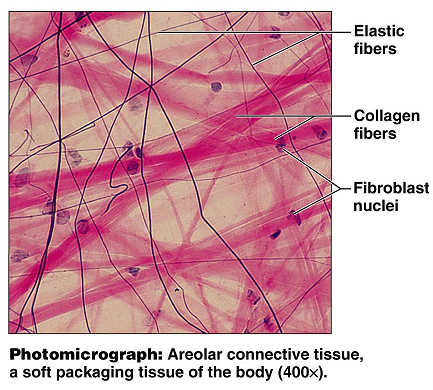 Elastic
fibers
Collagen
fibers
Fibroblast
nuclei
Photomicrograph: Areolar connective tissue,
a soft packaging tissue of the body (400×).